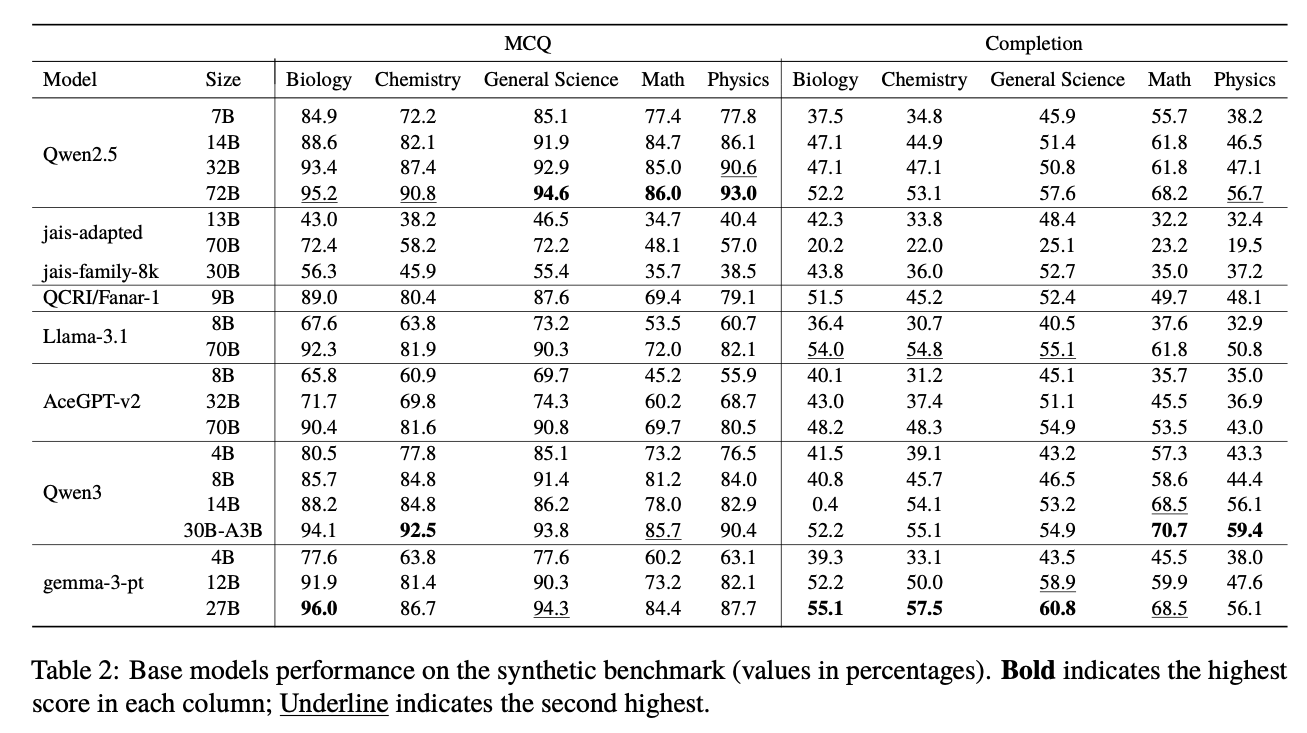 MCQ Completion
Model Size Biology Chemistry General Science Math Physics Biology Chemistry General Science Math Physics
7B 84.9 72.2 85.1 77.4 77.8 37.5 34.8 45.9 55.7 38.2
14B 88.6 82.1 91.9 84.7 86.1 47.1 44.9 51.4 61.8 46.5
Qwen2.5
32B 93.4 87.4 92.9 85.0 90.6 47.1 47.1 50.8 61.8 47.1
72B 95.2 90.8 94.6 86.0 93.0 52.2 53.1 57.6 68.2 56.7
13B 43.0 38.2 46.5 34.7 40.4 42.3 33.8 48.4 32.2 32.4
jais-adapted
70B 72.4 58.2 72.2 48.1 57.0 20.2 22.0 25.1 23.2 19.5
jais-family-8k 30B 56.3 45.9 55.4 35.7 38.5 43.8 36.0 52.7 35.0 37.2
QCRI/Fanar-1 9B 89.0 80.4 87.6 69.4 79.1 51.5 45.2 52.4 49.7 48.1
8B 67.6 63.8 73.2 53.5 60.7 36.4 30.7 40.5 37.6 32.9
Llama-3.1
70B 92.3 81.9 90.3 72.0 82.1 54.0 54.8 55.1 61.8 50.8
8B 65.8 60.9 69.7 45.2 55.9 40.1 31.2 45.1 35.7 35.0
AceGPT-v2 32B 71.7 69.8 74.3 60.2 68.7 43.0 37.4 51.1 45.5 36.9
70B 90.4 81.6 90.8 69.7 80.5 48.2 48.3 54.9 53.5 43.0
4B 80.5 77.8 85.1 73.2 76.5 41.5 39.1 43.2 57.3 43.3
8B 85.7 84.8 91.4 81.2 84.0 40.8 45.7 46.5 58.6 44.4
Qwen3
14B 88.2 84.8 86.2 78.0 82.9 0.4 54.1 53.2 68.5 56.1
30B-A3B 94.1 92.5 93.8 85.7 90.4 52.2 55.1 54.9 70.7 59.4
4B 77.6 63.8 77.6 60.2 63.1 39.3 33.1 43.5 45.5 38.0
gemma-3-pt 12B 91.9 81.4 90.3 73.2 82.1 52.2 50.0 58.9 59.9 47.6
27B 96.0 86.7 94.3 84.4 87.7 55.1 57.5 60.8 68.5 56.1
Table 2: Base models performance on the synthetic benchmark (values in percentages). Bold indicates the highest
score in each column; Underline indicates the second highest.